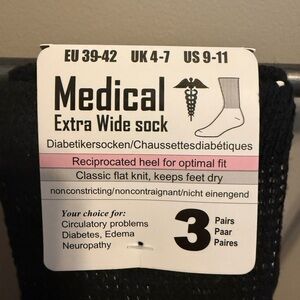 EU 39-42 UK 4-7 US 9-11
Medical
Extra Wide sock
Diabetikersocken/Chaussettesdiabétiques
Reciprocated heel for optimal fit
Classic flat knit, keeps feet dry
nonconstricting/noncontraignant/nicht einengend
Your choice for:
Circulatory problems
Diabetes, Edema
Neuropathy
3 Pairs
Paar
Paires